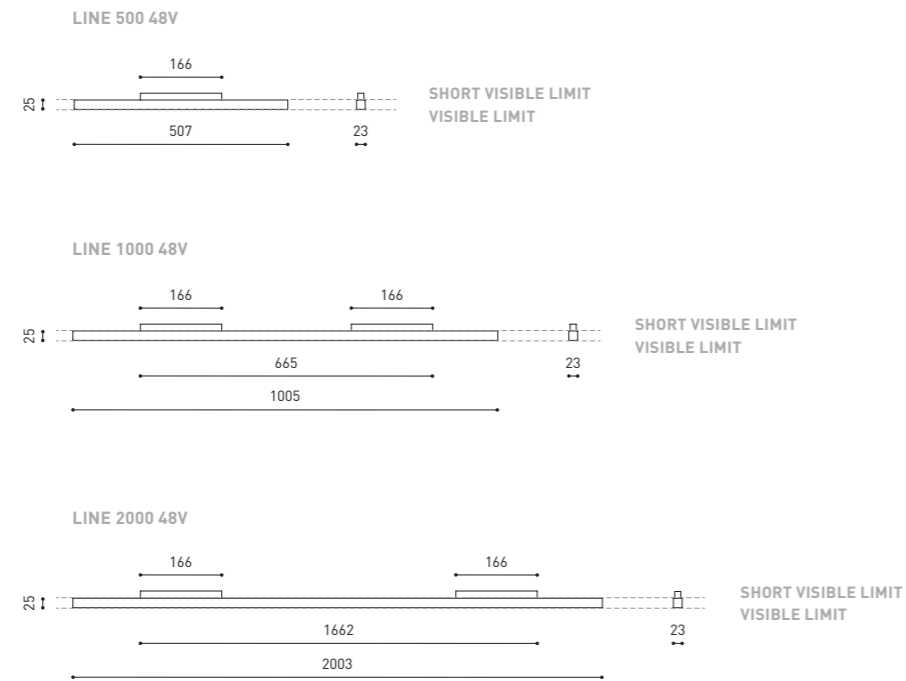 LINE 500 48V
166
25
507
23
SHORT VISIBLE LIMIT
VISIBLE LIMIT
LINE 1000 48V
166
166
25
665
23
1005
SHORT VISIBLE LIMIT
VISIBLE LIMIT
LINE 2000 48V
166
166
25
1662
23
2003
SHORT VISIBLE LIMIT
VISIBLE LIMIT